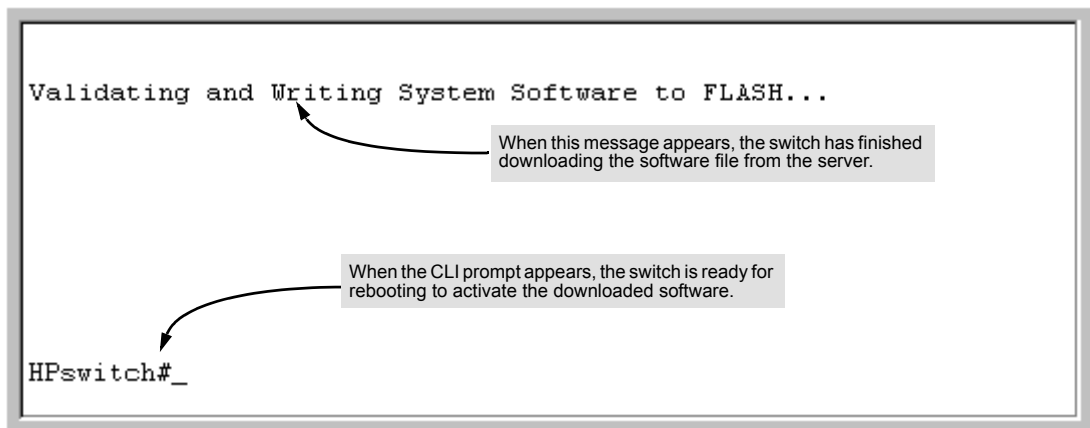 Validating and Writing System Software to FLASH...
When this message appears, the switch has finished
downloading the software file from the server.
When the CLI prompt appears, the switch is ready for
rebooting to activate the downloaded software.
HPswitch#_